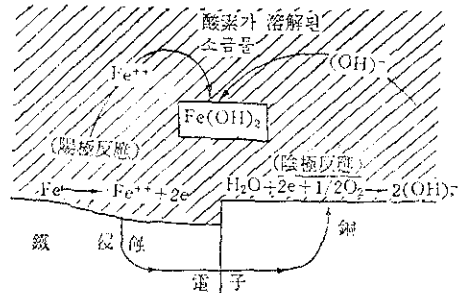 酸素가 溶解된
소금물
Fe⁺⁺
(OH)⁻
Fe(OH)₂
(陽極反應)
(陰極反應)
Fe → Fe⁺⁺+2e
H₂O+2e+1/2O₂→2(OH)⁻
鐵 侵蝕
銅
電子